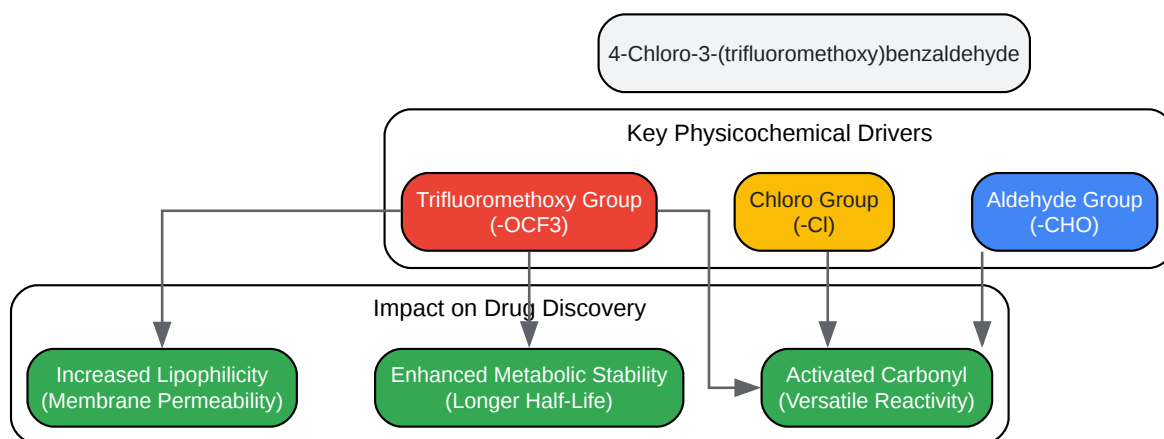 4-Chloro-3-(trifluoromethoxy)benzaldehyde
Key Physicochemical Drivers
Trifluoromethoxy Group
(-OCF3)
Chloro Group
(-Cl)
Aldehyde Group
(-CHO)
Impact on Drug Discovery
Increased Lipophilicity
(Membrane Permeability)
Enhanced Metabolic Stability
(Longer Half-Life)
Activated Carbonyl
(Versatile Reactivity)